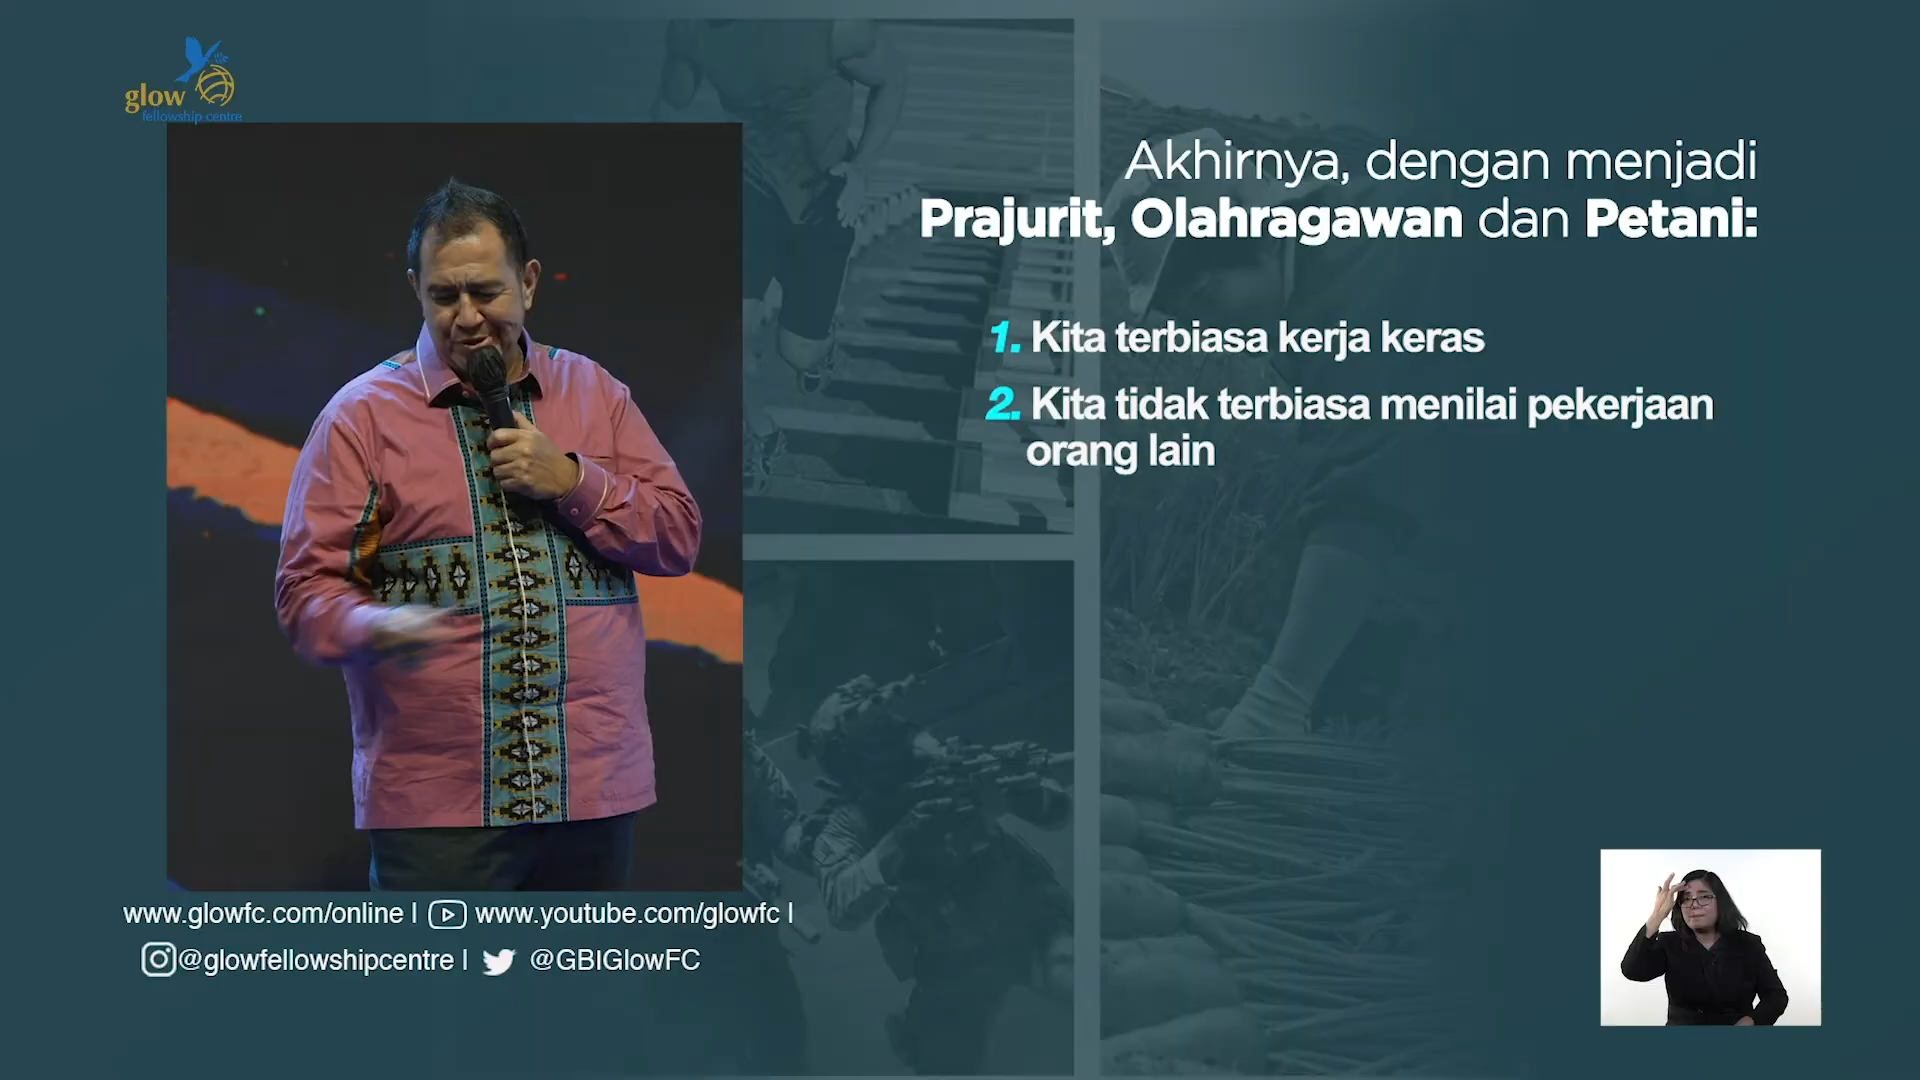 glow
fellowship centre
Akhirnya, dengan menjadi
Prajurit, Olahragawan dan Petani:
1. Kita terbiasa kerja keras
2. Kita tidak terbiasa menilai pekerjaan
orang lain
www.glowfc.com/online | www.youtube.com/glowfc |
@glowfellowshipcentre | @GBIGlowFC